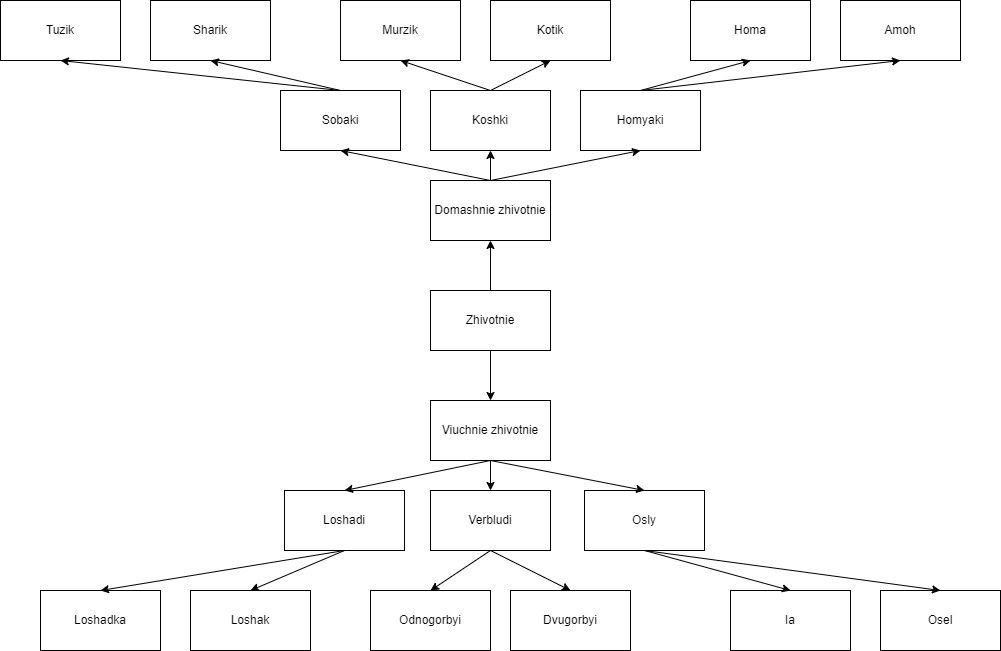 Tuzik
Sharik
Murzik
Kotik
Homa
Amoh
Sobaki
Koshki
Homyaki
Domashnie zhivotnie
Zhivotnie
Viuchnie zhivotnie
Loshadi
Verbludi
Osly
Loshadka
Loshak
Odnogorbyi
Dvugorbyi
Ia
Osel